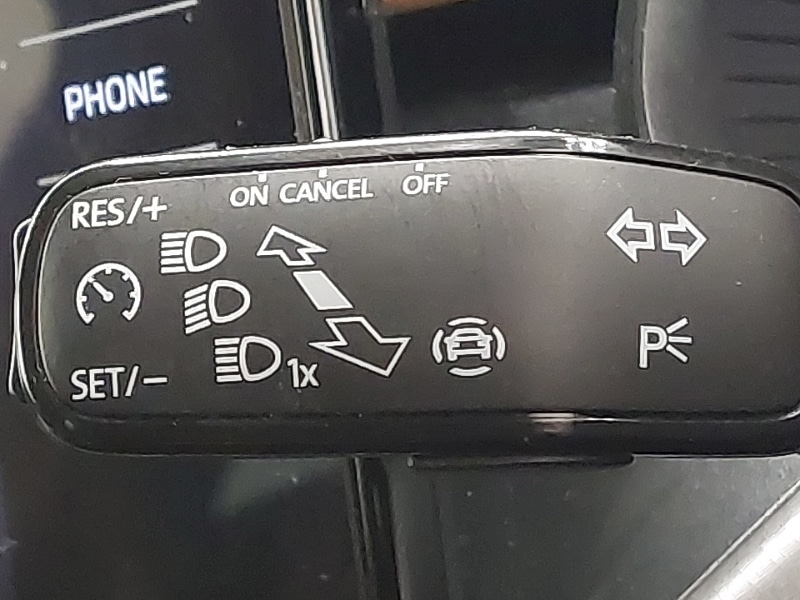 PHONE
ON CANCEL OFF
RES/+
SET/−
1x
P